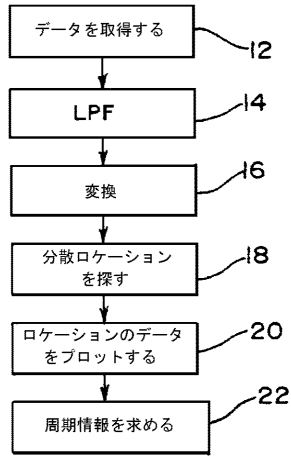 データを取得する
12
LPF
14
変換
16
分散ロケーション
を探す
18
ロケーションのデータ
をプロットする
20
周期情報を求める
22